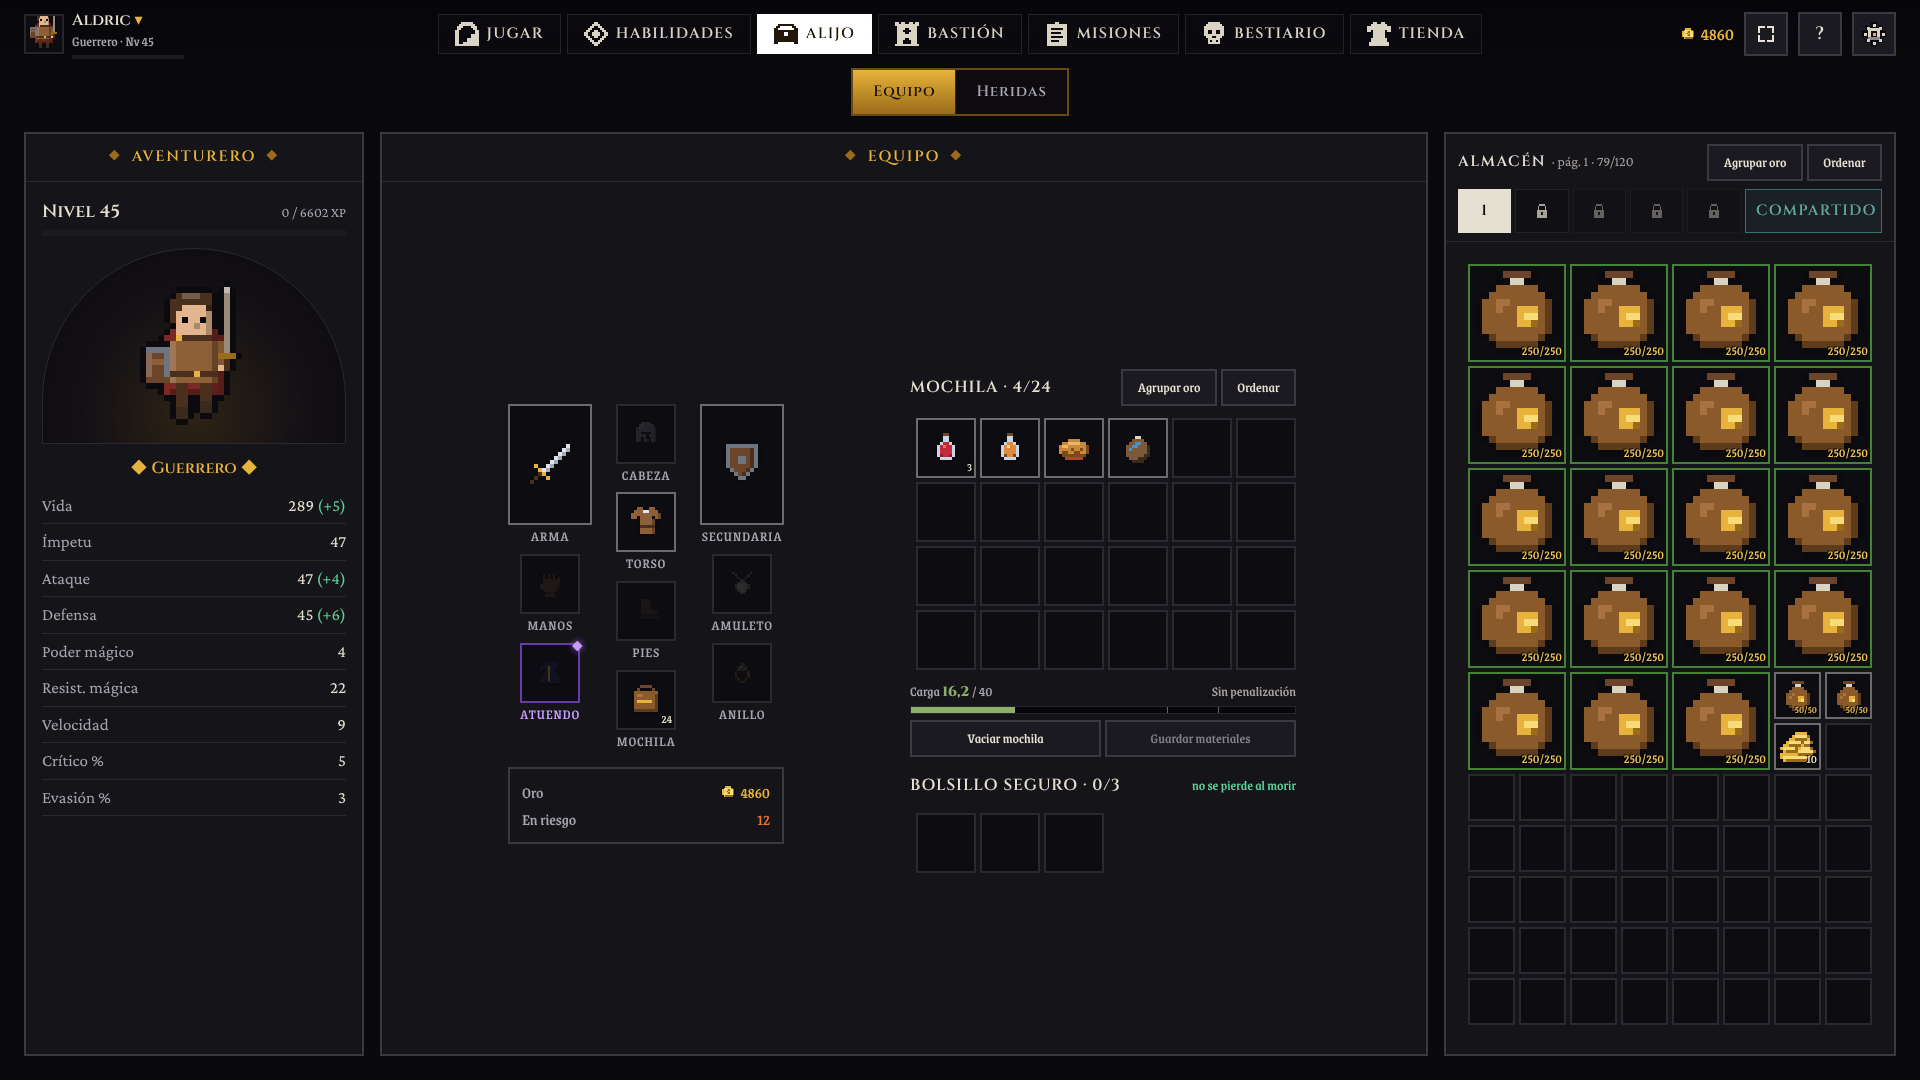 ALDRIC ▾
Guerrero · Nv 45
JUGAR
HABILIDADES
ALIJO
BASTIÓN
MISIONES
BESTIARIO
TIENDA
4860
?
EQUIPO
HERIDAS
AVENTURERO
NIVEL 45
0 / 6602 XP
GUERRERO
Vida 289 (+5)
Ímpetu 47
Ataque 47 (+4)
Defensa 45 (+6)
Poder mágico 4
Resist. mágica 22
Velocidad 9
Crítico % 5
Evasión % 3
EQUIPO
ARMA
CABEZA
SECUNDARIA
TORSO
MANOS
AMULETO
PIES
ATUENDO
ANILLO
24
MOCHILA
Oro 4860
En riesgo 12
MOCHILA · 4/24
Agrupar oro
Ordenar
3
Carga 16,2 / 40
Sin penalización
Vaciar mochila
Guardar materiales
BOLSILLO SEGURO · 0/3
no se pierde al morir
ALMACÉN · pág. 1 · 79/120
Agrupar oro
Ordenar
1
COMPARTIDO
250/250 250/250 250/250 250/250
250/250 250/250 250/250 250/250
250/250 250/250 250/250 250/250
250/250 250/250 250/250 250/250
50/50 50/50
250/250 250/250 250/250 10